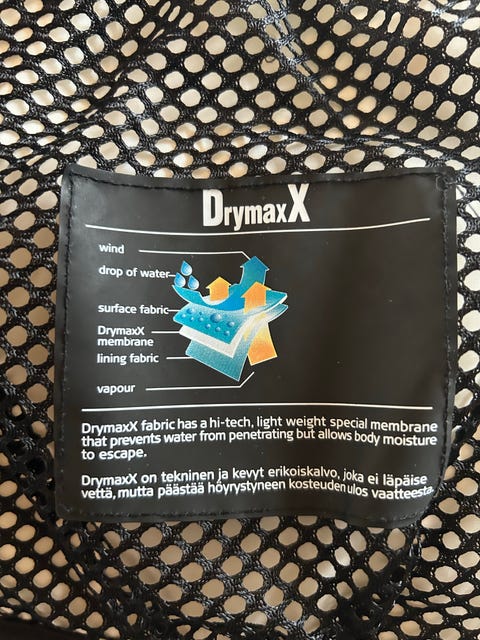 DrymaxX
wind
drop of water
surface fabric
DrymaxX
membrane
lining fabric
vapour
DrymaxX fabric has a hi-tech, light weight special membrane
that prevents water from penetrating but allows body moisture
to escape.
DrymaxX on tekninen ja kevyt erikoiskalvo, joka ei läpäise
vettä, mutta päästää höyrystyneen kosteuden ulos vaatteesta.